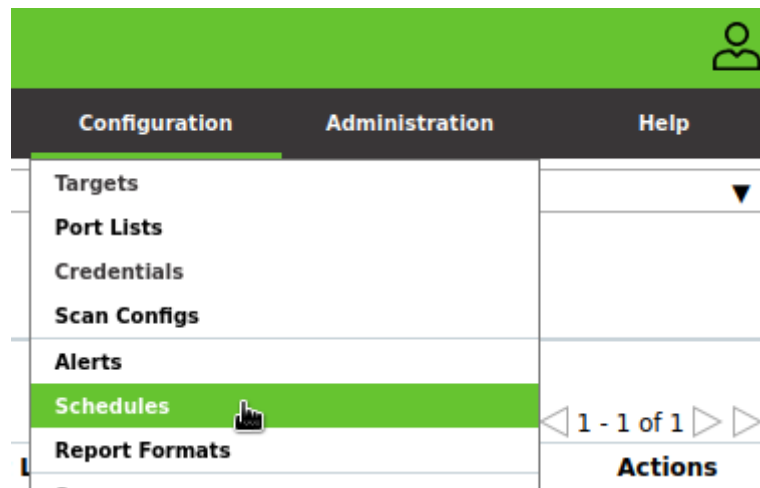 Configuration Administration Help
Targets
Port Lists
Credentials
Scan Configs
Alerts
Schedules
1 - 1 of 1
Report Formats
Actions